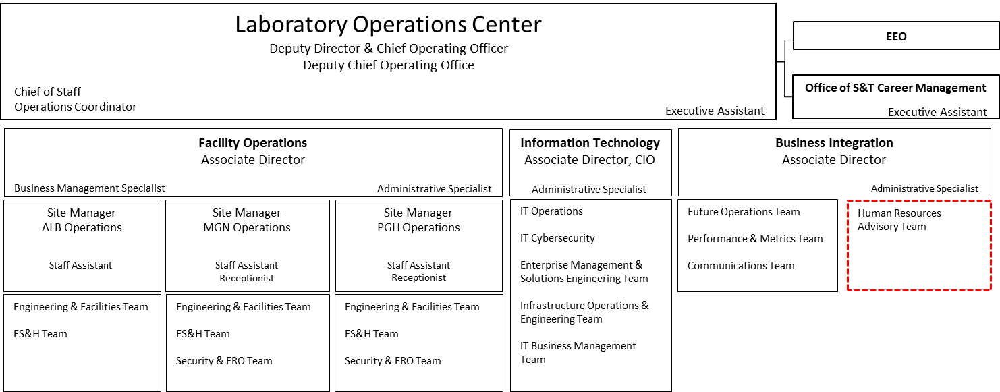 Laboratory Operations Center
Deputy Director & Chief Operating Officer
Deputy Chief Operating Office
Chief of Staff
Operations Coordinator
Executive Assistant
EEO
Office of S&T Career Management
Executive Assistant
Facility Operations
Associate Director
Business Management Specialist
Administrative Specialist
Information Technology
Associate Director, CIO
Administrative Specialist
Business Integration
Associate Director
Administrative Specialist
Site Manager
ALB Operations
Staff Assistant
Site Manager
MGN Operations
Staff Assistant
Receptionist
Site Manager
PGH Operations
Staff Assistant
Receptionist
Engineering & Facilities Team
ES&H Team
Engineering & Facilities Team
ES&H Team
Security & ERO Team
Engineering & Facilities Team
ES&H Team
Security & ERO Team
IT Operations
IT Cybersecurity
Enterprise Management &
Solutions Engineering Team
Infrastructure Operations &
Engineering Team
IT Business Management
Team
Future Operations Team
Performance & Metrics Team
Communications Team
Human Resources
Advisory Team